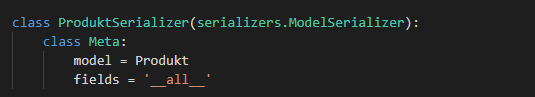 class ProduktSerializer(serializers.ModelSerializer):
    class Meta:
        model = Produkt
        fields = '__all__'